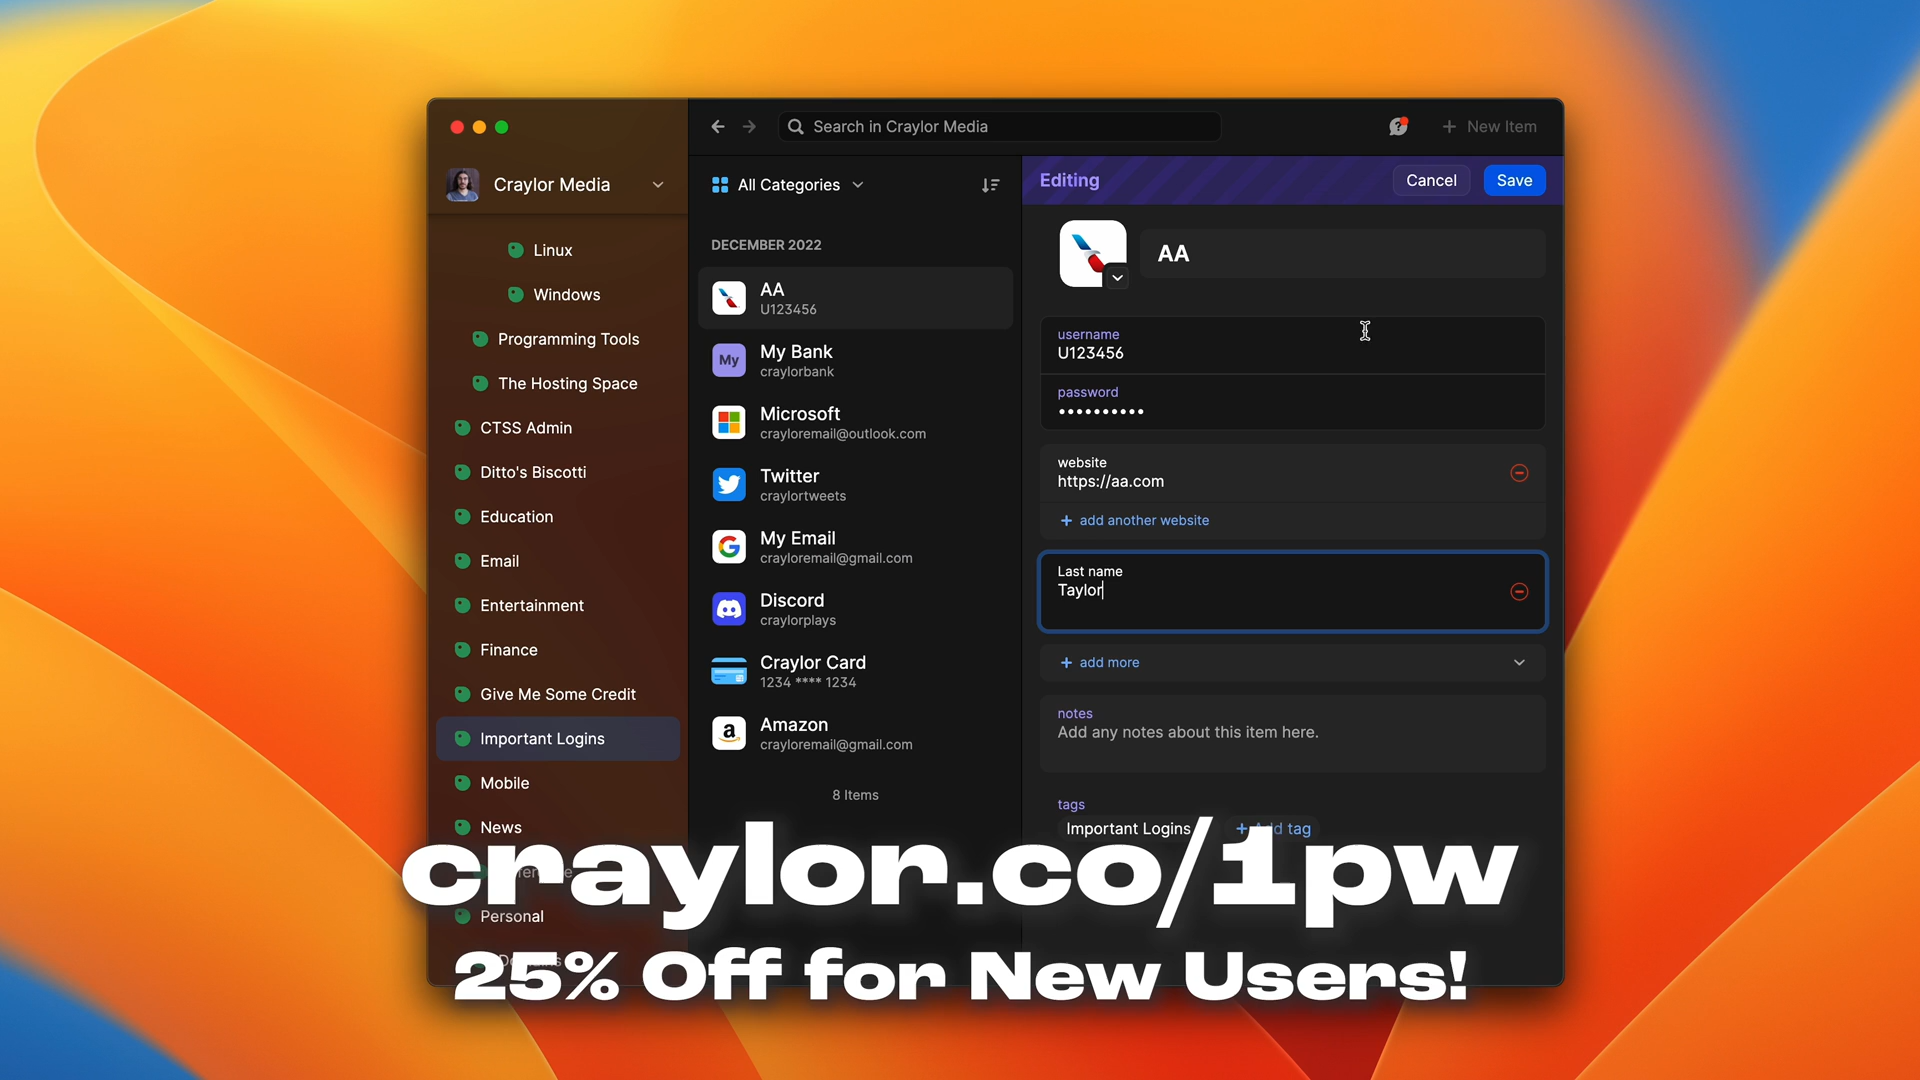 Search in Craylor Media
New Item
Craylor Media
Linux
Windows
Programming Tools
The Hosting Space
CTSS Admin
Ditto's Biscotti
Education
Email
Entertainment
Finance
Give Me Some Credit
Important Logins
Mobile
News
Personal
All Categories
DECEMBER 2022
AA
U123456
My
My Bank
craylorbank
Microsoft
crayloremail@outlook.com
Twitter
craylortweets
My Email
crayloremail@gmail.com
Discord
craylorplays
Craylor Card
1234 **** 1234
Amazon
crayloremail@gmail.com
8 Items
Editing
Cancel
Save
AA
username
U123456
password
••••••••••
website
https://aa.com
+ add another website
Last name
Taylor
+ add more
notes
Add any notes about this item here.
tags
Important Logins
+ Add tag
craylor.co/1pw
25% Off for New Users!